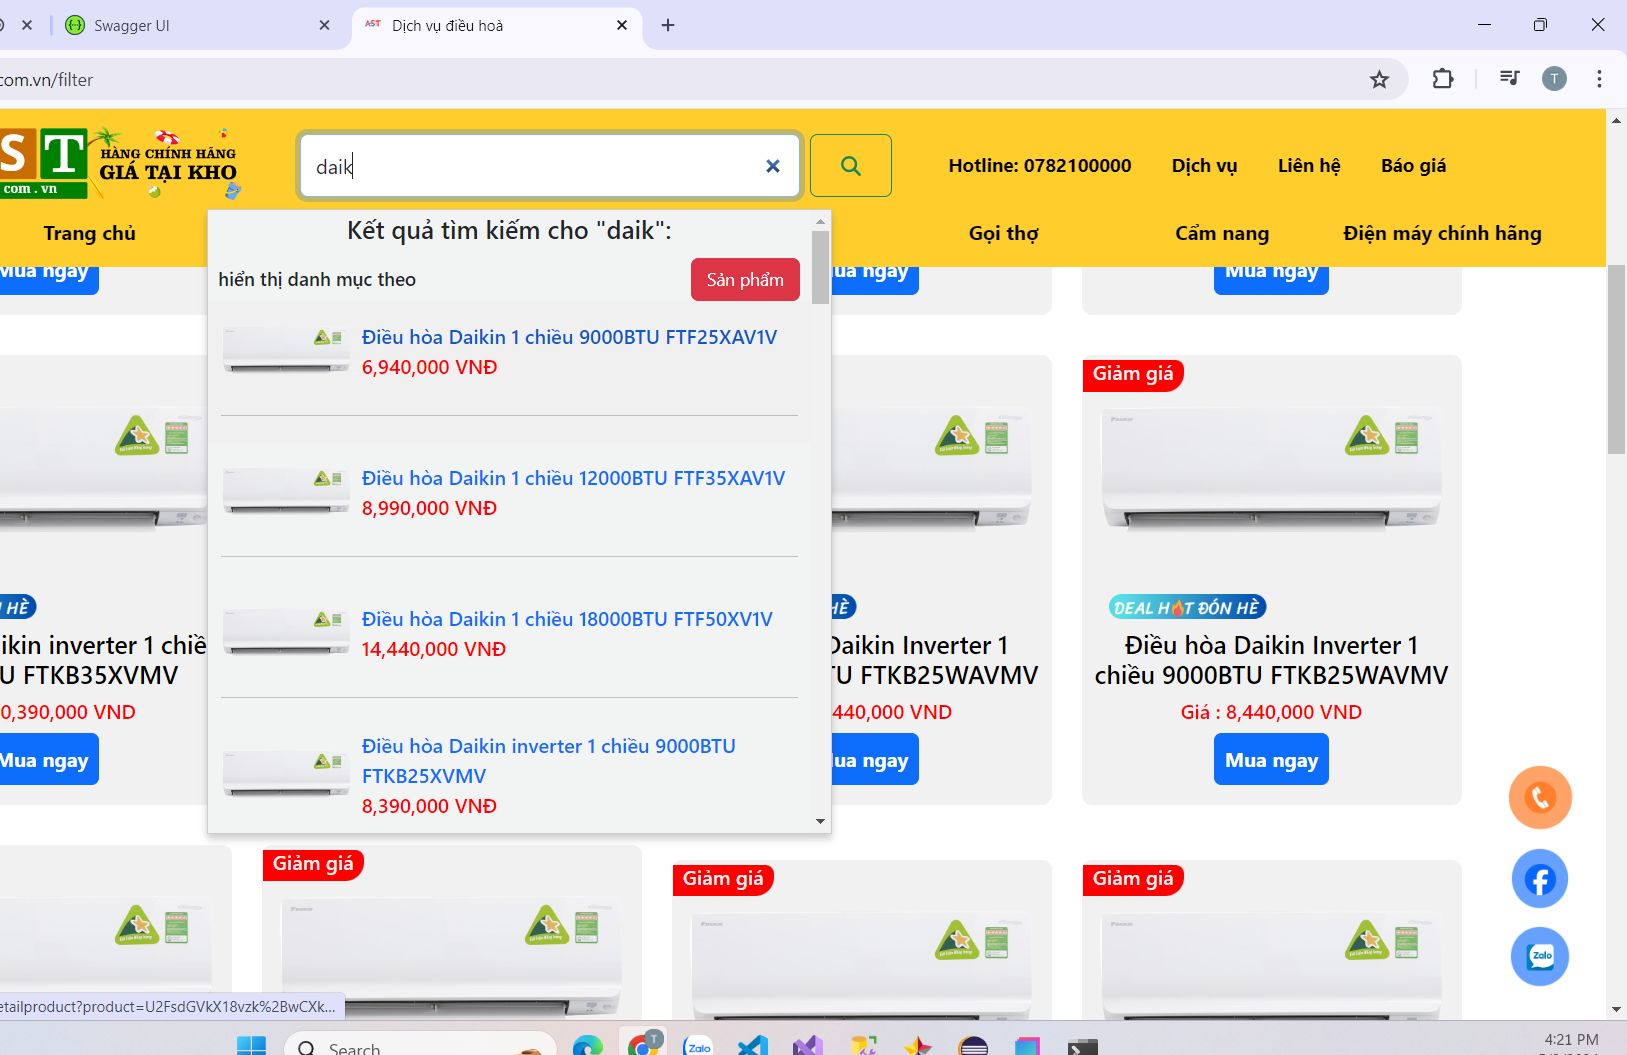 Swagger UI
AST Dịch vụ điều hoà
com.vn/filter
T
ST
com.vn
HÀNG CHÍNH HÃNG
GIÁ TẠI KHO
daik
Hotline: 0782100000
Dịch vụ
Liên hệ
Báo giá
Trang chủ
Gọi thợ
Cẩm nang
Điện máy chính hãng
Kết quả tìm kiếm cho "daik":
hiển thị danh mục theo
Sản phẩm
Điều hòa Daikin 1 chiều 9000BTU FTF25XAV1V
6,940,000 VNĐ
Điều hòa Daikin 1 chiều 12000BTU FTF35XAV1V
8,990,000 VNĐ
Điều hòa Daikin 1 chiều 18000BTU FTF50XV1V
14,440,000 VNĐ
Điều hòa Daikin inverter 1 chiều 9000BTU
FTKB25XVMV
8,390,000 VNĐ
Mua ngay
ua ngay
Mua ngay
Giảm giá
HÈ
HÈ
DEAL HOT ĐÓN HÈ
ikin inverter 1 chiề
U FTKB35XVMV
0,390,000 VND
Mua ngay
Daikin Inverter 1
U FTKB25WAVMV
440,000 VND
ua ngay
Điều hòa Daikin Inverter 1
chiều 9000BTU FTKB25WAVMV
Giá : 8,440,000 VND
Mua ngay
Giảm giá
Giảm giá
Giảm giá
Zalo
etailproduct?product=U2FsdGVkX18vzk%2BwCXk...
Search
T
Zalo
4:21 PM